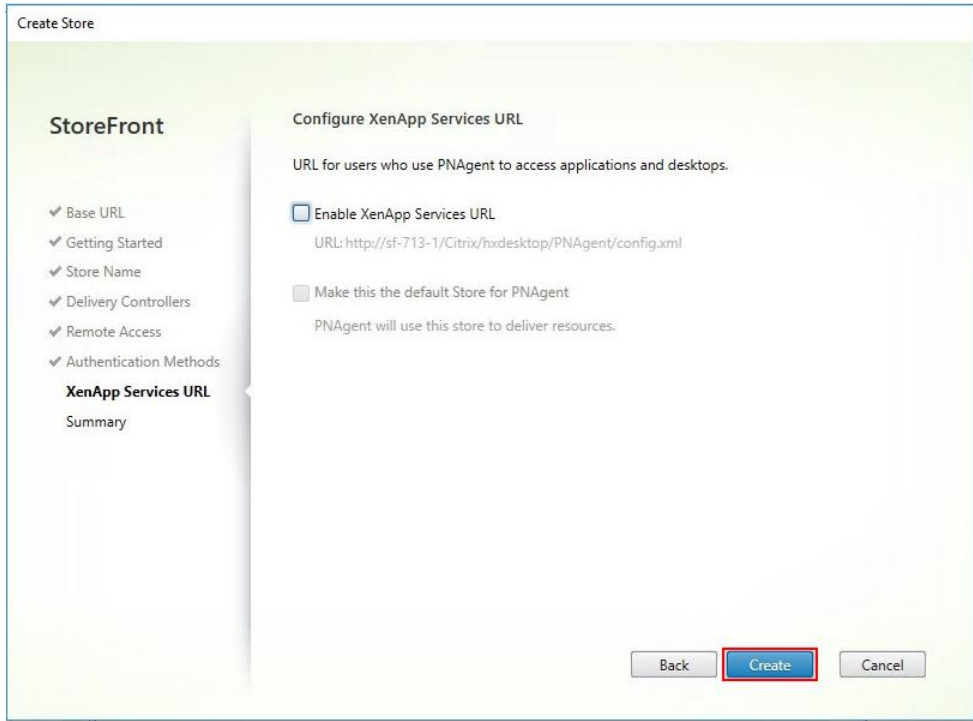 Create Store
StoreFront
Base URL
Getting Started
Store Name
Delivery Controllers
Remote Access
Authentication Methods
XenApp Services URL
Summary
Configure XenApp Services URL
URL for users who use PNAgent to access applications and desktops.
Enable XenApp Services URL
URL: http://sf-713-1/Citrix/hxdesktop/PNAgent/config.xml
Make this the default Store for PNAgent
PNAgent will use this store to deliver resources.
Back
Create
Cancel